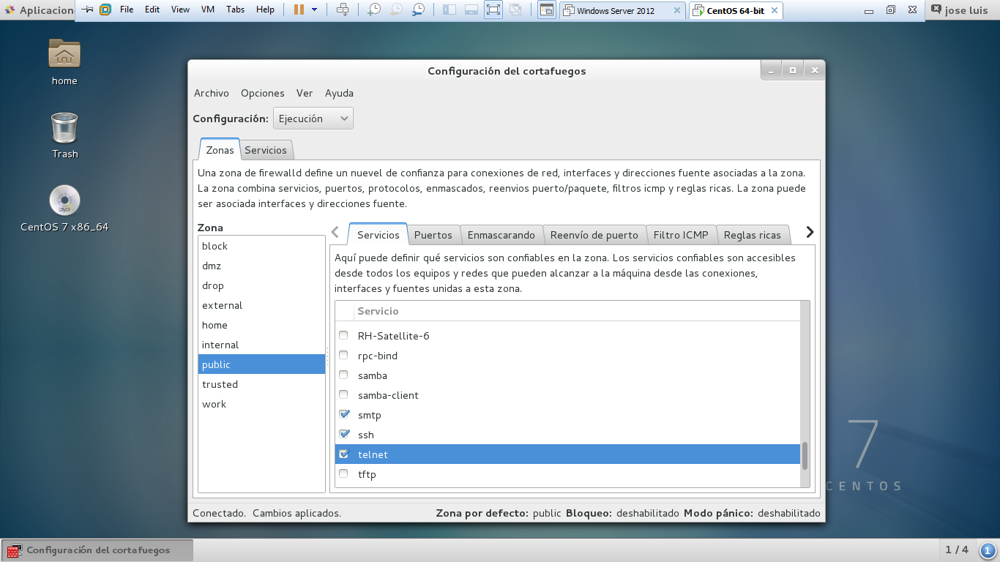 Aplicacion File Edit View VM Tabs Help Windows Server 2012 CentOS 64-bit jose luis
home
Trash
DVD
CentOS 7 x86_64
Configuración del cortafuegos
Archivo Opciones Ver Ayuda
Configuración: Ejecución
Zonas Servicios
Una zona de firewalld define un nuevel de confianza para conexiones de red, interfaces y direcciones fuente asociadas a la zona.
La zona combina servicios, puertos, protocolos, enmascados, reenvios puerto/paquete, filtros icmp y reglas ricas. La zona puede
ser asociada interfaces y direcciones fuente.
Zona
block
dmz
drop
external
home
internal
public
trusted
work
Servicios Puertos Enmascarando Reenvío de puerto Filtro ICMP Reglas ricas
Aquí puede definir qué servicios son confiables en la zona. Los servicios confiables son accesibles
desde todos los equipos y redes que pueden alcanzar a la máquina desde las conexiones,
interfaces y fuentes unidas a esta zona.
Servicio
RH-Satellite-6
rpc-bind
samba
samba-client
smtp
ssh
telnet
tftp
Conectado. Cambios aplicados. Zona por defecto: public Bloqueo: deshabilitado Modo pánico: deshabilitado
7
CENTOS
Configuración del cortafuegos 1 / 4 1